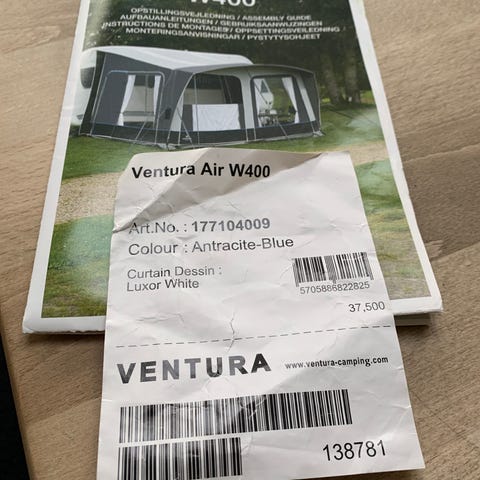 W400
OPSTILLINGSVEJLEDNING / ASSEMBLY GUIDE
AUFBAUANLEITUNGEN / GEBRUIKSAANWIJZINGEN
INSTRUCTIONS DE MONTAGES / OPPSETTINGSVEILEDNING
MONTERINGSANVISNINGAR / PYSTYTYSOHJEET
Ventura Air W400
Art.No. : 177104009
Colour : Antracite-Blue
Curtain Dessin :
Luxor White
5705886822825
37,500
VENTURA www.ventura-camping.com
138781